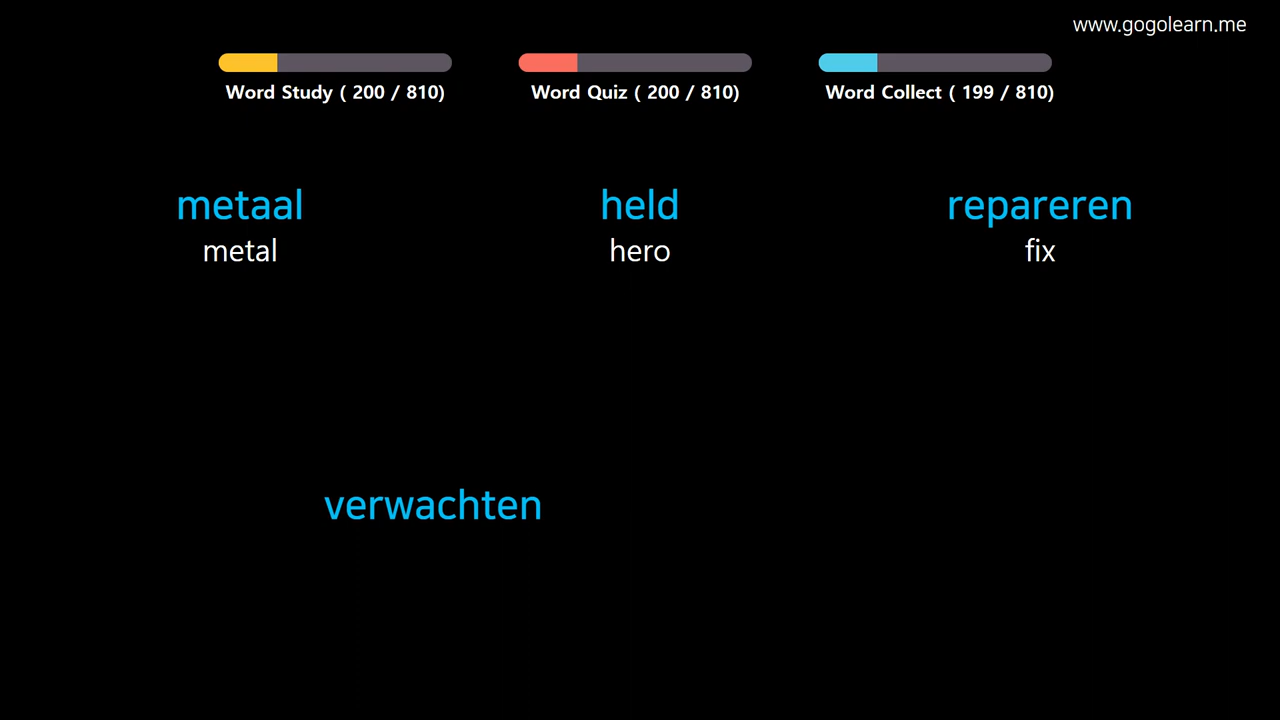 www.gogolearn.me
Word Study ( 200 / 810)
Word Quiz ( 200 / 810)
Word Collect ( 199 / 810)
metaal
metal
held
hero
repareren
fix
verwachten